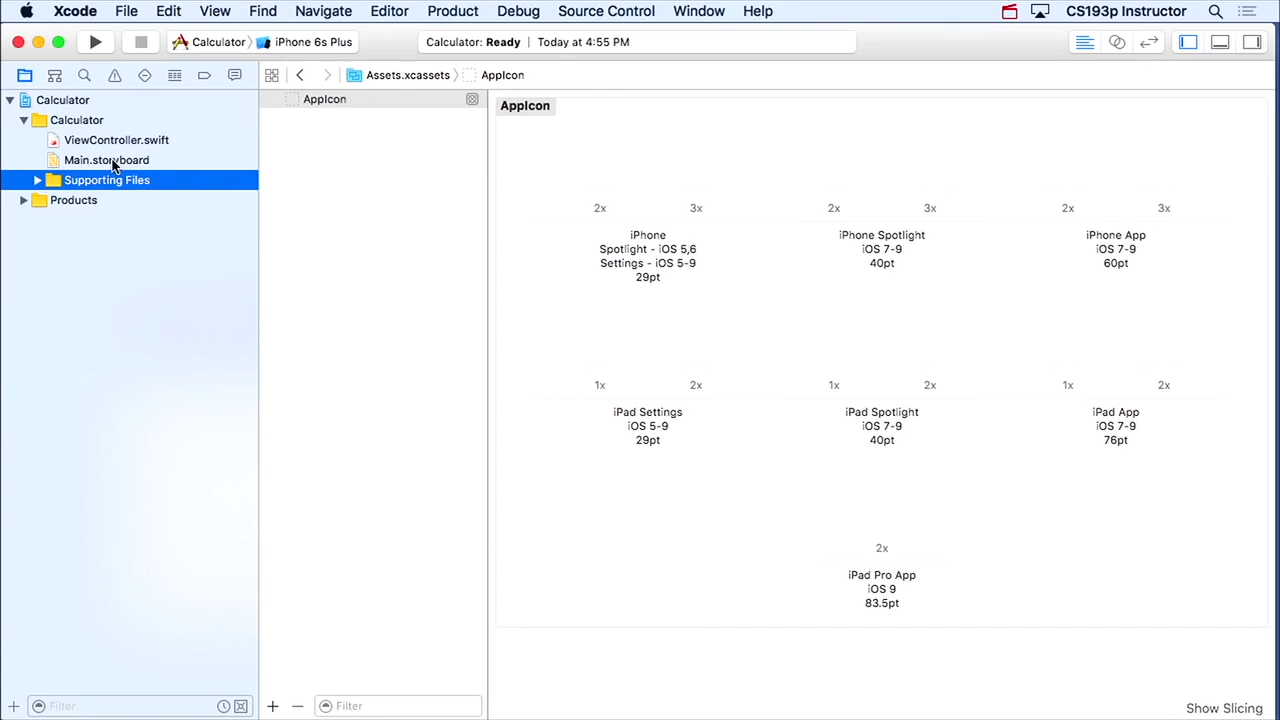 Xcode File Edit View Find Navigate Editor Product Debug Source Control Window Help CS193p Instructor
Calculator iPhone 6s Plus Calculator: Ready Today at 4:55 PM
Assets.xcassets AppIcon
Calculator
Calculator
ViewController.swift
Main.storyboard
Supporting Files
Products
AppIcon
AppIcon
2x 3x
iPhone
Spotlight - iOS 5,6
Settings - iOS 5-9
29pt
2x 3x
iPhone Spotlight
iOS 7-9
40pt
2x 3x
iPhone App
iOS 7-9
60pt
1x 2x
iPad Settings
iOS 5-9
29pt
1x 2x
iPad Spotlight
iOS 7-9
40pt
1x 2x
iPad App
iOS 7-9
76pt
2x
iPad Pro App
iOS 9
83.5pt
Filter
Filter
Show Slicing